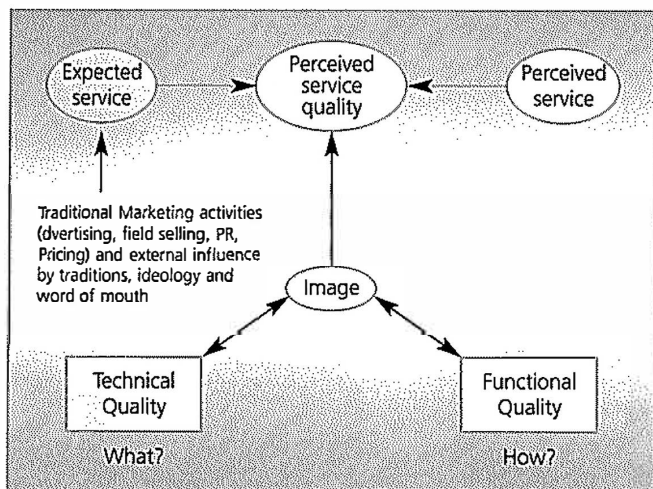 Expected
service
Perceived
service
quality
Perceived
service
Traditional Marketing activities
(dvertising, field selling, PR,
Pricing) and external influence
by traditions, ideology and
word of mouth
Image
Technical
Quality
Functional
Quality
What?
How?